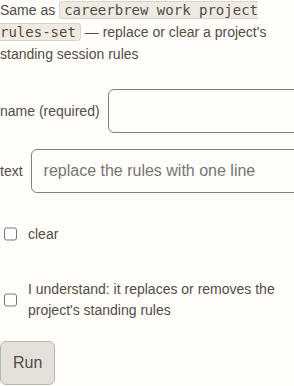 Same as careerbrew work project
rules-set — replace or clear a project's
standing session rules
name (required)
text replace the rules with one line
clear
I understand: it replaces or removes the
project's standing rules
Run